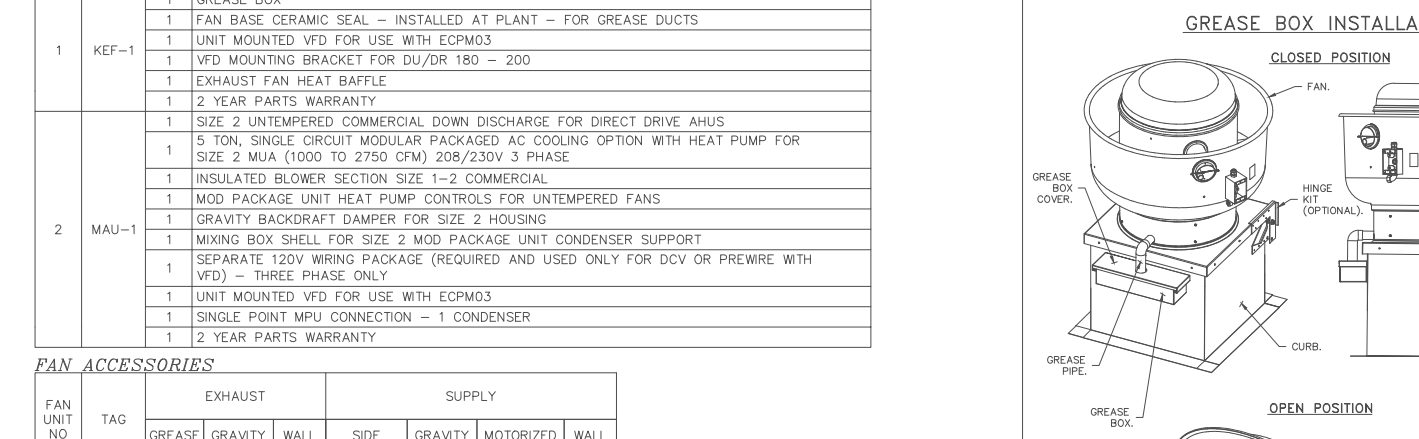 1 GREASE BOX
1 FAN BASE CERAMIC SEAL – INSTALLED AT PLANT – FOR GREASE DUCTS
1 KEF–1 1 UNIT MOUNTED VFD FOR USE WITH ECPM03
1 VFD MOUNTING BRACKET FOR DU/DR 180 – 200
1 EXHAUST FAN HEAT BAFFLE
1 2 YEAR PARTS WARRANTY
1 SIZE 2 UNTEMPERED COMMERCIAL DOWN DISCHARGE FOR DIRECT DRIVE AHUS
1 5 TON, SINGLE CIRCUIT MODULAR PACKAGED AC COOLING OPTION WITH HEAT PUMP FOR
SIZE 2 MUA (1000 TO 2750 CFM) 208/230V 3 PHASE
1 INSULATED BLOWER SECTION SIZE 1–2 COMMERCIAL
1 MOD PACKAGE UNIT HEAT PUMP CONTROLS FOR UNTEMPERED FANS
1 GRAVITY BACKDRAFT DAMPER FOR SIZE 2 HOUSING
2 MAU–1 1 MIXING BOX SHELL FOR SIZE 2 MOD PACKAGE UNIT CONDENSER SUPPORT
1 SEPARATE 120V WIRING PACKAGE (REQUIRED AND USED ONLY FOR DCV OR PREWIRE WITH
VFD) – THREE PHASE ONLY
1 UNIT MOUNTED VFD FOR USE WITH ECPM03
1 SINGLE POINT MPU CONNECTION – 1 CONDENSER
1 2 YEAR PARTS WARRANTY
FAN ACCESSORIES
FAN
UNIT
NO
TAG
EXHAUST SUPPLY
GREASE GRAVITY WALL SIDE GRAVITY MOTORIZED WALL
GREASE BOX INSTALLA
CLOSED POSITION
FAN.
GREASE
BOX
COVER.
HINGE
KIT
(OPTIONAL).
CURB.
GREASE
PIPE.
GREASE
BOX.
OPEN POSITION